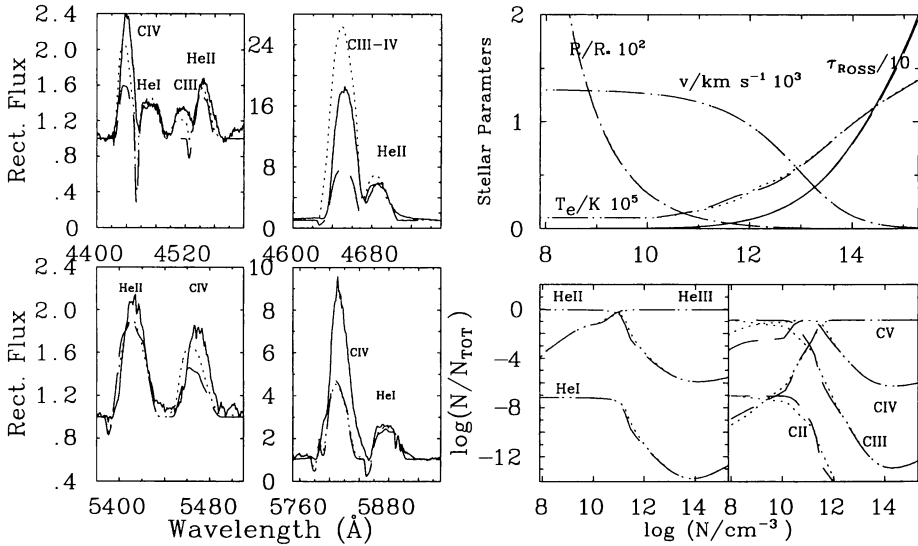 2.4
2.0
1.6
1.2
.8
.4
0
Rect. Flux
CIV
HeI
CIII
HeII
4400
4520
24
16
8
0
CIII–IV
HeII
4600
4680
2
1
0
Stellar Paramters
R/R* 10²
v/km s⁻¹ 10³
τROSS/10
Te/K 10⁵
8
10
12
14
2.4
2.0
1.6
1.2
.8
.4
Rect. Flux
HeII
CIV
5400
5480
10
8
6
4
2
0
CIV
HeI
5760
5880
Wavelength (Å)
log(N/NTOT)
0
−4
−8
−12
HeII
HeIII
HeI
8
10
12
14
CV
CIV
CIII
CII
8
10
12
14
log (N/cm⁻³)